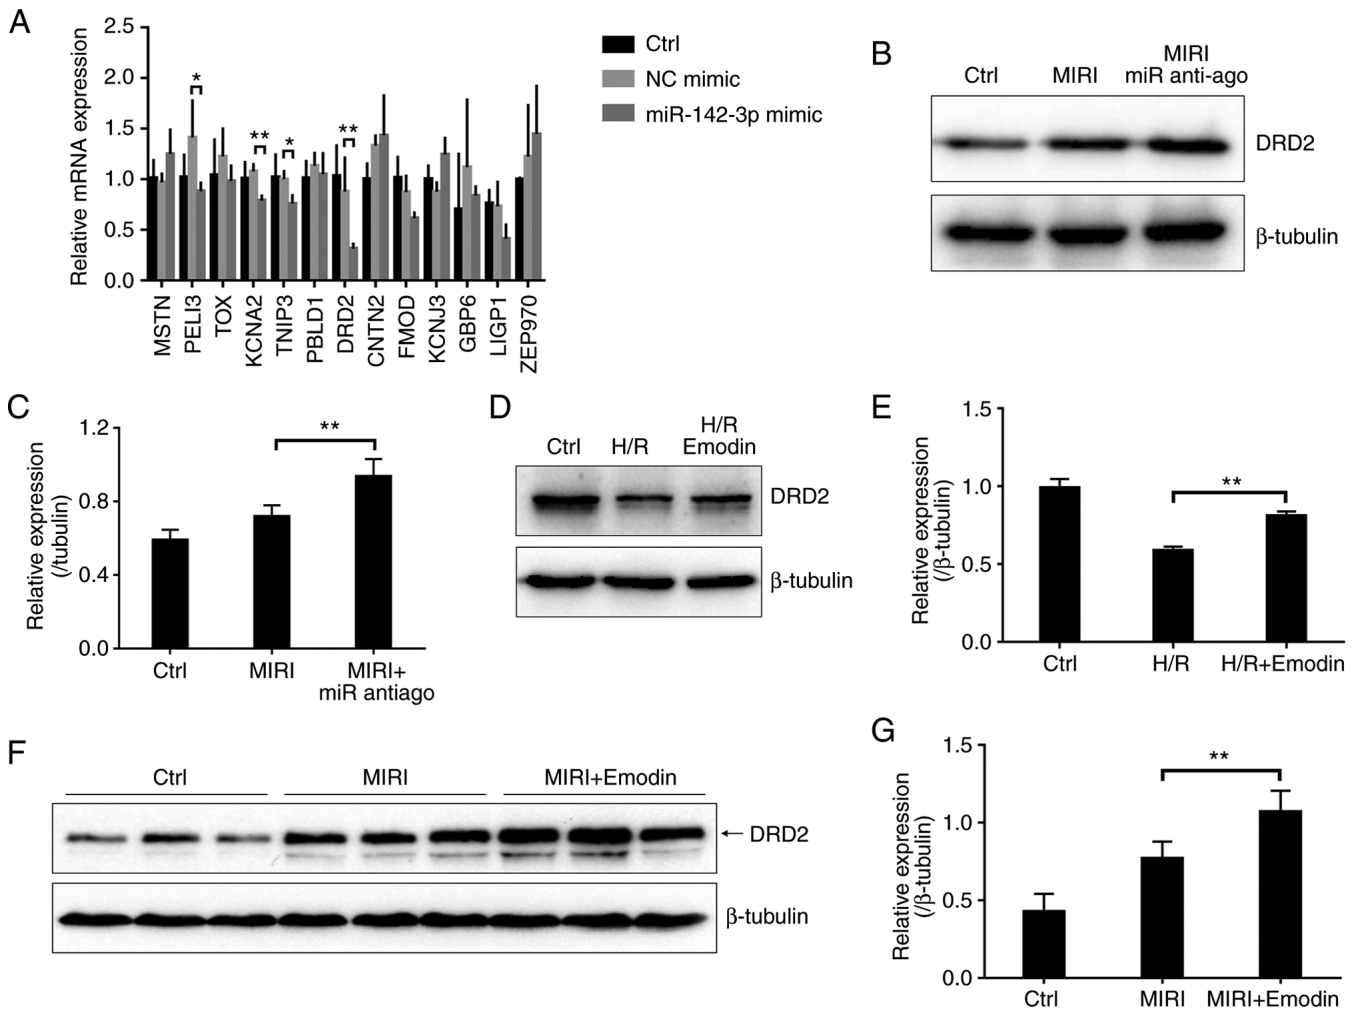 A
2.5
2.0
1.5
1.0
0.5
0.0
Relative mRNA expression
*
**
*
**
MSTN
PELI3
TOX
KCNA2
TNIP3
PBLD1
DRD2
CNTN2
FMOD
KCNJ3
GBP6
LIGP1
ZEP970
Ctrl
NC mimic
miR-142-3p mimic
B
Ctrl
MIRI
MIRI
miR anti-ago
DRD2
β-tubulin
C
Relative expression
(/tubulin)
1.2
0.8
0.4
0.0
**
Ctrl
MIRI
MIRI+
miR antiago
D
Ctrl
H/R
H/R
Emodin
DRD2
β-tubulin
E
Relative expression
(/β-tubulin)
1.5
1.0
0.5
0.0
**
Ctrl
H/R
H/R+Emodin
F
Ctrl
MIRI
MIRI+Emodin
DRD2
β-tubulin
G
Relative expression
(/β-tubulin)
1.5
1.0
0.5
0.0
**
Ctrl
MIRI
MIRI+Emodin